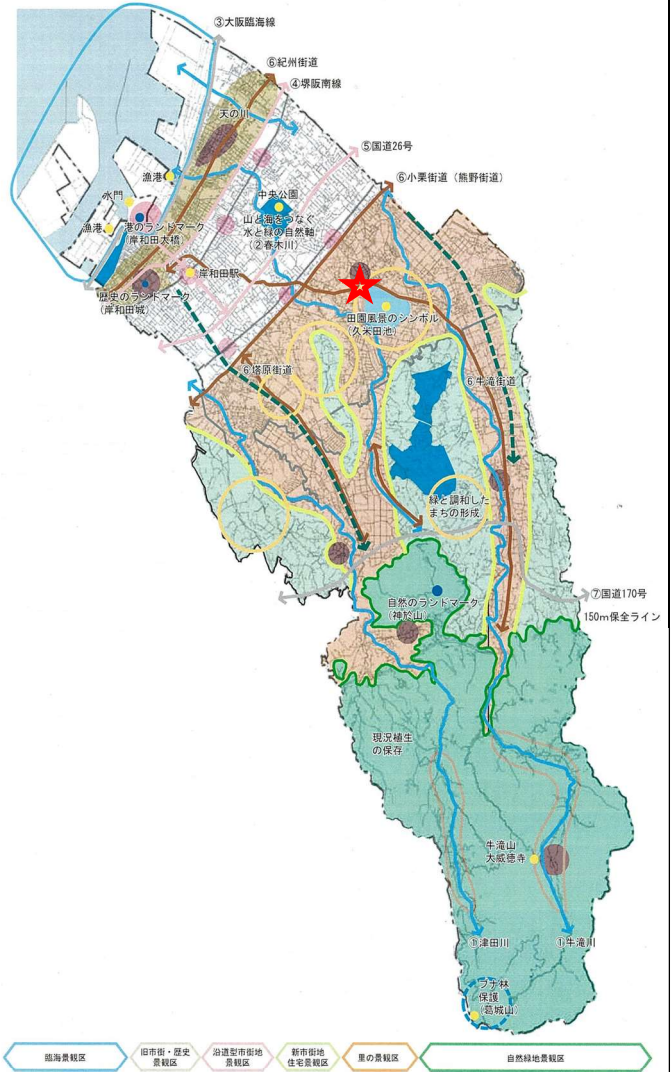 ③大阪臨海線
⑥紀州街道
④堺阪南線
天の川
⑤国道26号
漁港
⑥小栗街道（熊野街道）
水門
中央公園
漁港
港のランドマーク
（岸和田大橋）
山と海をつなぐ
水と緑の自然軸
（②春木川）
岸和田駅
歴史のランドマーク
（岸和田城）
田園風景のシンボル
（久米田池）
６塔原街道
６牛滝街道
緑と調和した
まちの形成
⑦国道170号
自然のランドマーク
（神於山）
150m保全ライン
現況植生
の保存
牛滝山
大威徳寺
①津田川
①牛滝川
ブナ林
保護
（葛城山）
臨海景観区
旧市街・歴史
景観区
沿道型市街地
景観区
新市街地
住宅景観区
里の景観区
自然緑地景観区